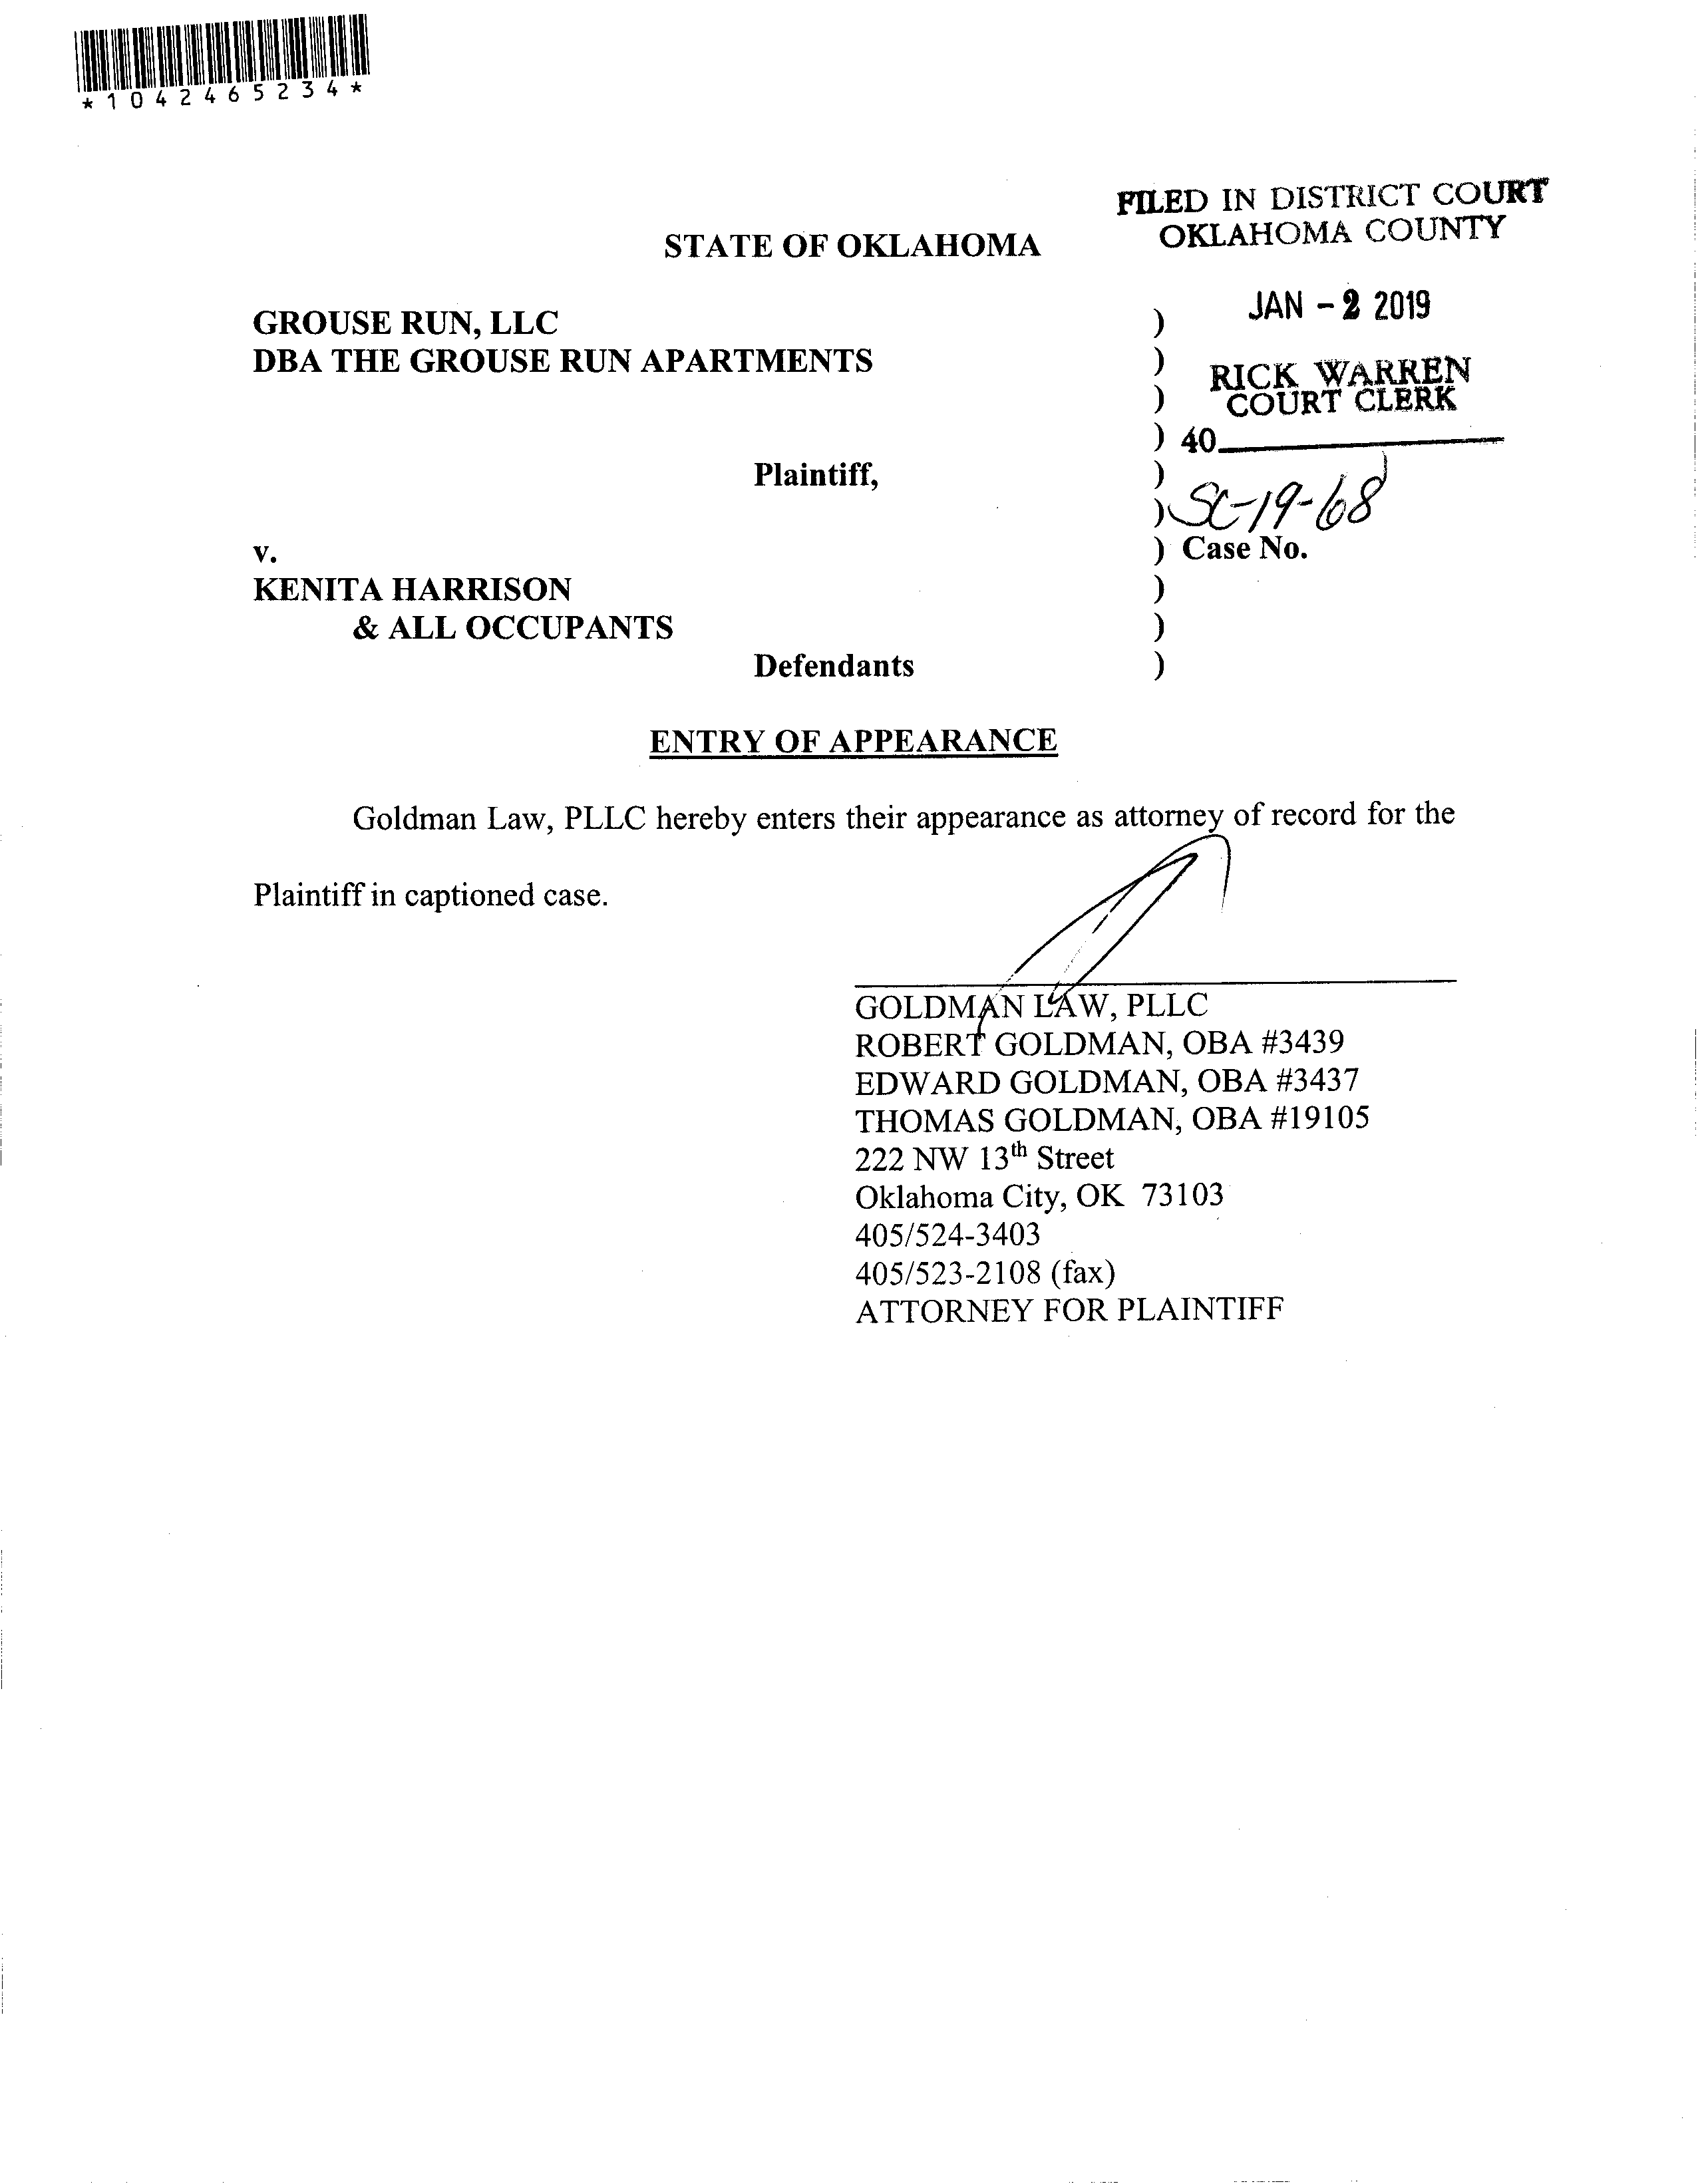 *1042465234*
FILED IN DISTRICT COURT
OKLAHOMA COUNTY
STATE OF OKLAHOMA
JAN - 2 2019
GROUSE RUN, LLC )
DBA THE GROUSE RUN APARTMENTS )
RICK WARREN
) COURT CLERK
) 40
Plaintiff, )
) SC-19-68
v. ) Case No.
KENITA HARRISON )
& ALL OCCUPANTS )
Defendants )
ENTRY OF APPEARANCE
Goldman Law, PLLC hereby enters their appearance as attorney of record for the
Plaintiff in captioned case.
GOLDMAN LAW, PLLC
ROBERT GOLDMAN, OBA #3439
EDWARD GOLDMAN, OBA #3437
THOMAS GOLDMAN, OBA #19105
222 NW 13th Street
Oklahoma City, OK 73103
405/524-3403
405/523-2108 (fax)
ATTORNEY FOR PLAINTIFF